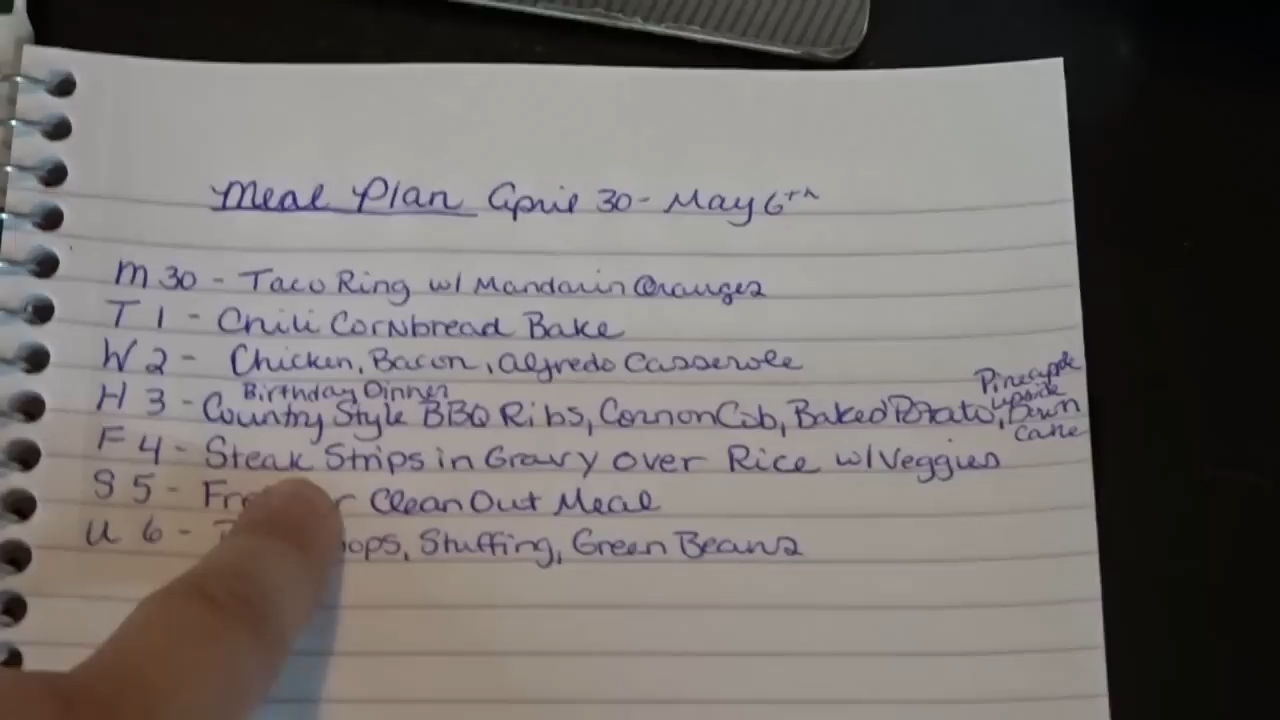 Meal Plan April 30 - May 6th
M 30 - Taco Ring w/ Mandarin Oranges
T 1 - Chili Cornbread Bake
W 2 - Chicken, Bacon, Alfredo Casserole
Birthday Dinner
H 3 - Country Style BBQ Ribs, Corn on Cob, Baked Potato, Pineapple
upside
Down
Cake
F 4 - Steak Strips in Gravy over Rice w/ Veggies
S 5 - Clean Out Meal
U 6 - Stuffing, Green Beans